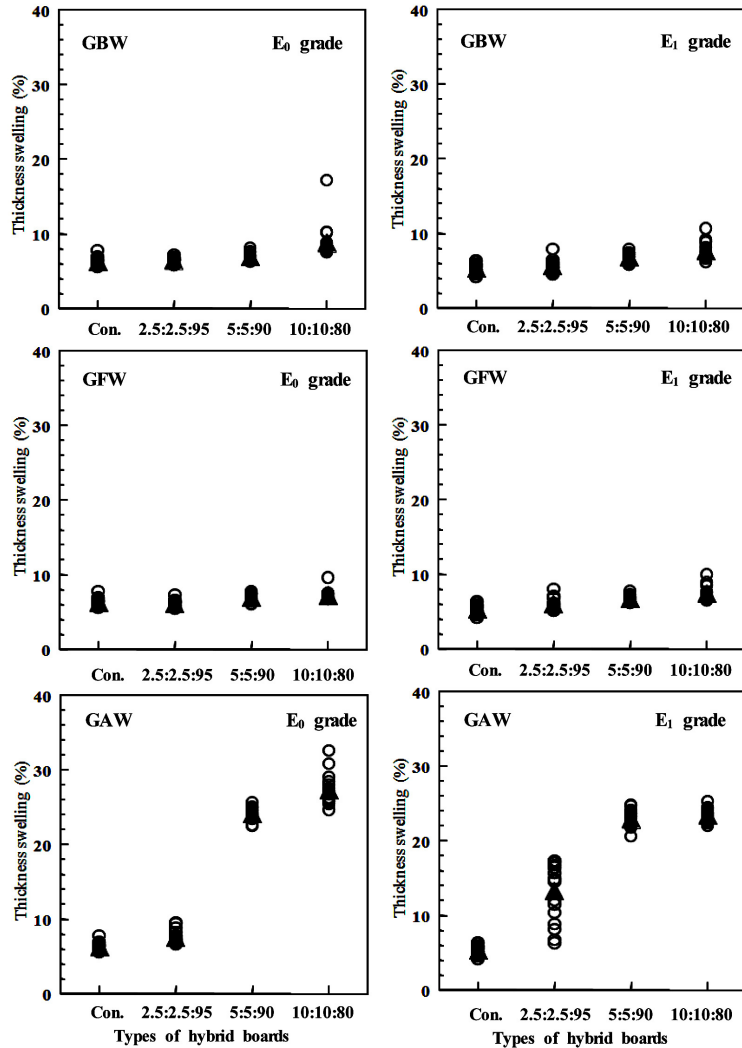 40
30
20
10
0
Thickness swelling (%)
GBW E₀ grade
Con. 2.5:2.5:95 5:5:90 10:10:80
40
30
20
10
0
Thickness swelling (%)
GBW E₁ grade
Con. 2.5:2.5:95 5:5:90 10:10:80
40
30
20
10
0
Thickness swelling (%)
GFW E₀ grade
Con. 2.5:2.5:95 5:5:90 10:10:80
40
30
20
10
0
Thickness swelling (%)
GFW E₁ grade
Con. 2.5:2.5:95 5:5:90 10:10:80
40
30
20
10
0
Thickness swelling (%)
GAW E₀ grade
Con. 2.5:2.5:95 5:5:90 10:10:80
Types of hybrid boards
40
30
20
10
0
Thickness swelling (%)
GAW E₁ grade
Con. 2.5:2.5:95 5:5:90 10:10:80
Types of hybrid boards